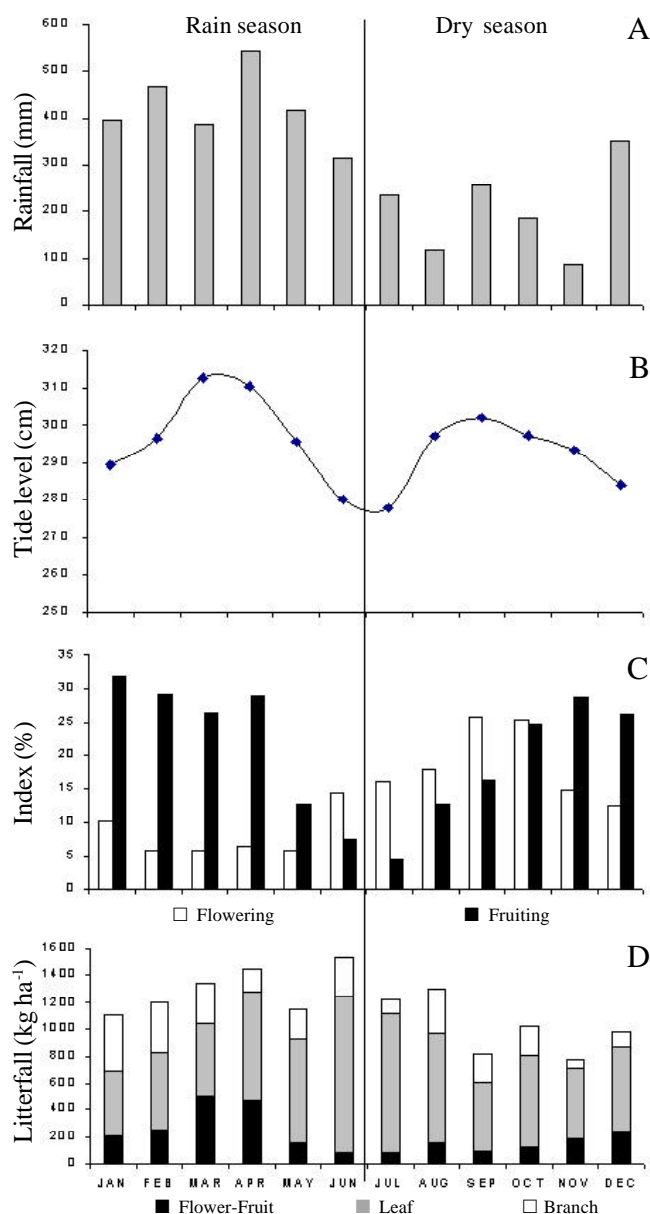 Rain season Dry season A
Rainfall (mm)
600
500
400
300
200
100
0
B
Tide level (cm)
320
310
300
290
280
270
260
C
Index (%)
35
30
25
20
15
10
5
0
Flowering Fruiting
D
Litterfall (kg ha⁻¹)
1600
1400
1200
1000
800
600
400
200
0
JAN FEB MAR APR MAY JUN JUL AUG SEP OCT NOV DEC
Flower-Fruit Leaf Branch